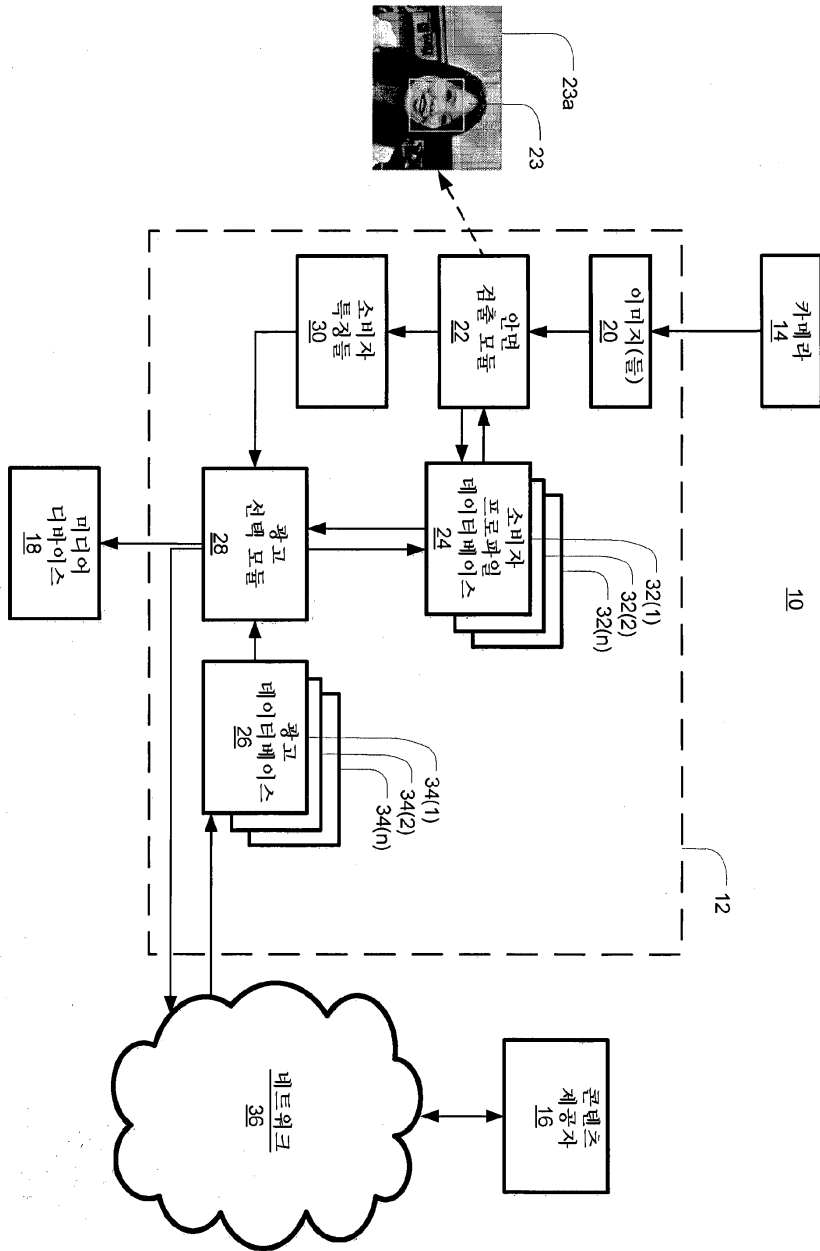 10
카메라
14
12
이미지(들)
20
안면
검출 모듈
22
23
23a
소비자
특징들
30
소비자
프로파일
데이터베이스
24
32(1)
32(2)
32(n)
광고
선택 모듈
28
광고
데이터베이스
26
34(1)
34(2)
34(n)
미디어
디바이스
18
콘텐츠
제공자
16
네트워크
36